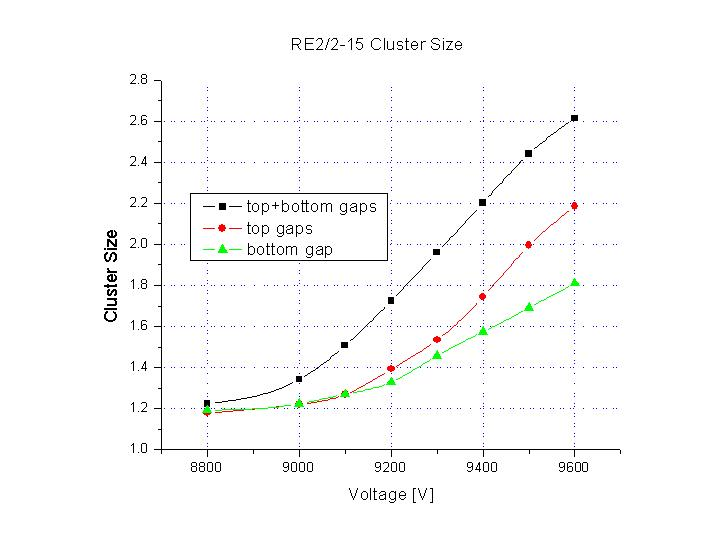 RE2/2-15 Cluster Size
2.8
2.6
2.4
2.2
2.0
1.8
1.6
1.4
1.2
1.0
Cluster Size
top+bottom gaps
top gaps
bottom gap
8800 9000 9200 9400 9600
Voltage [V]